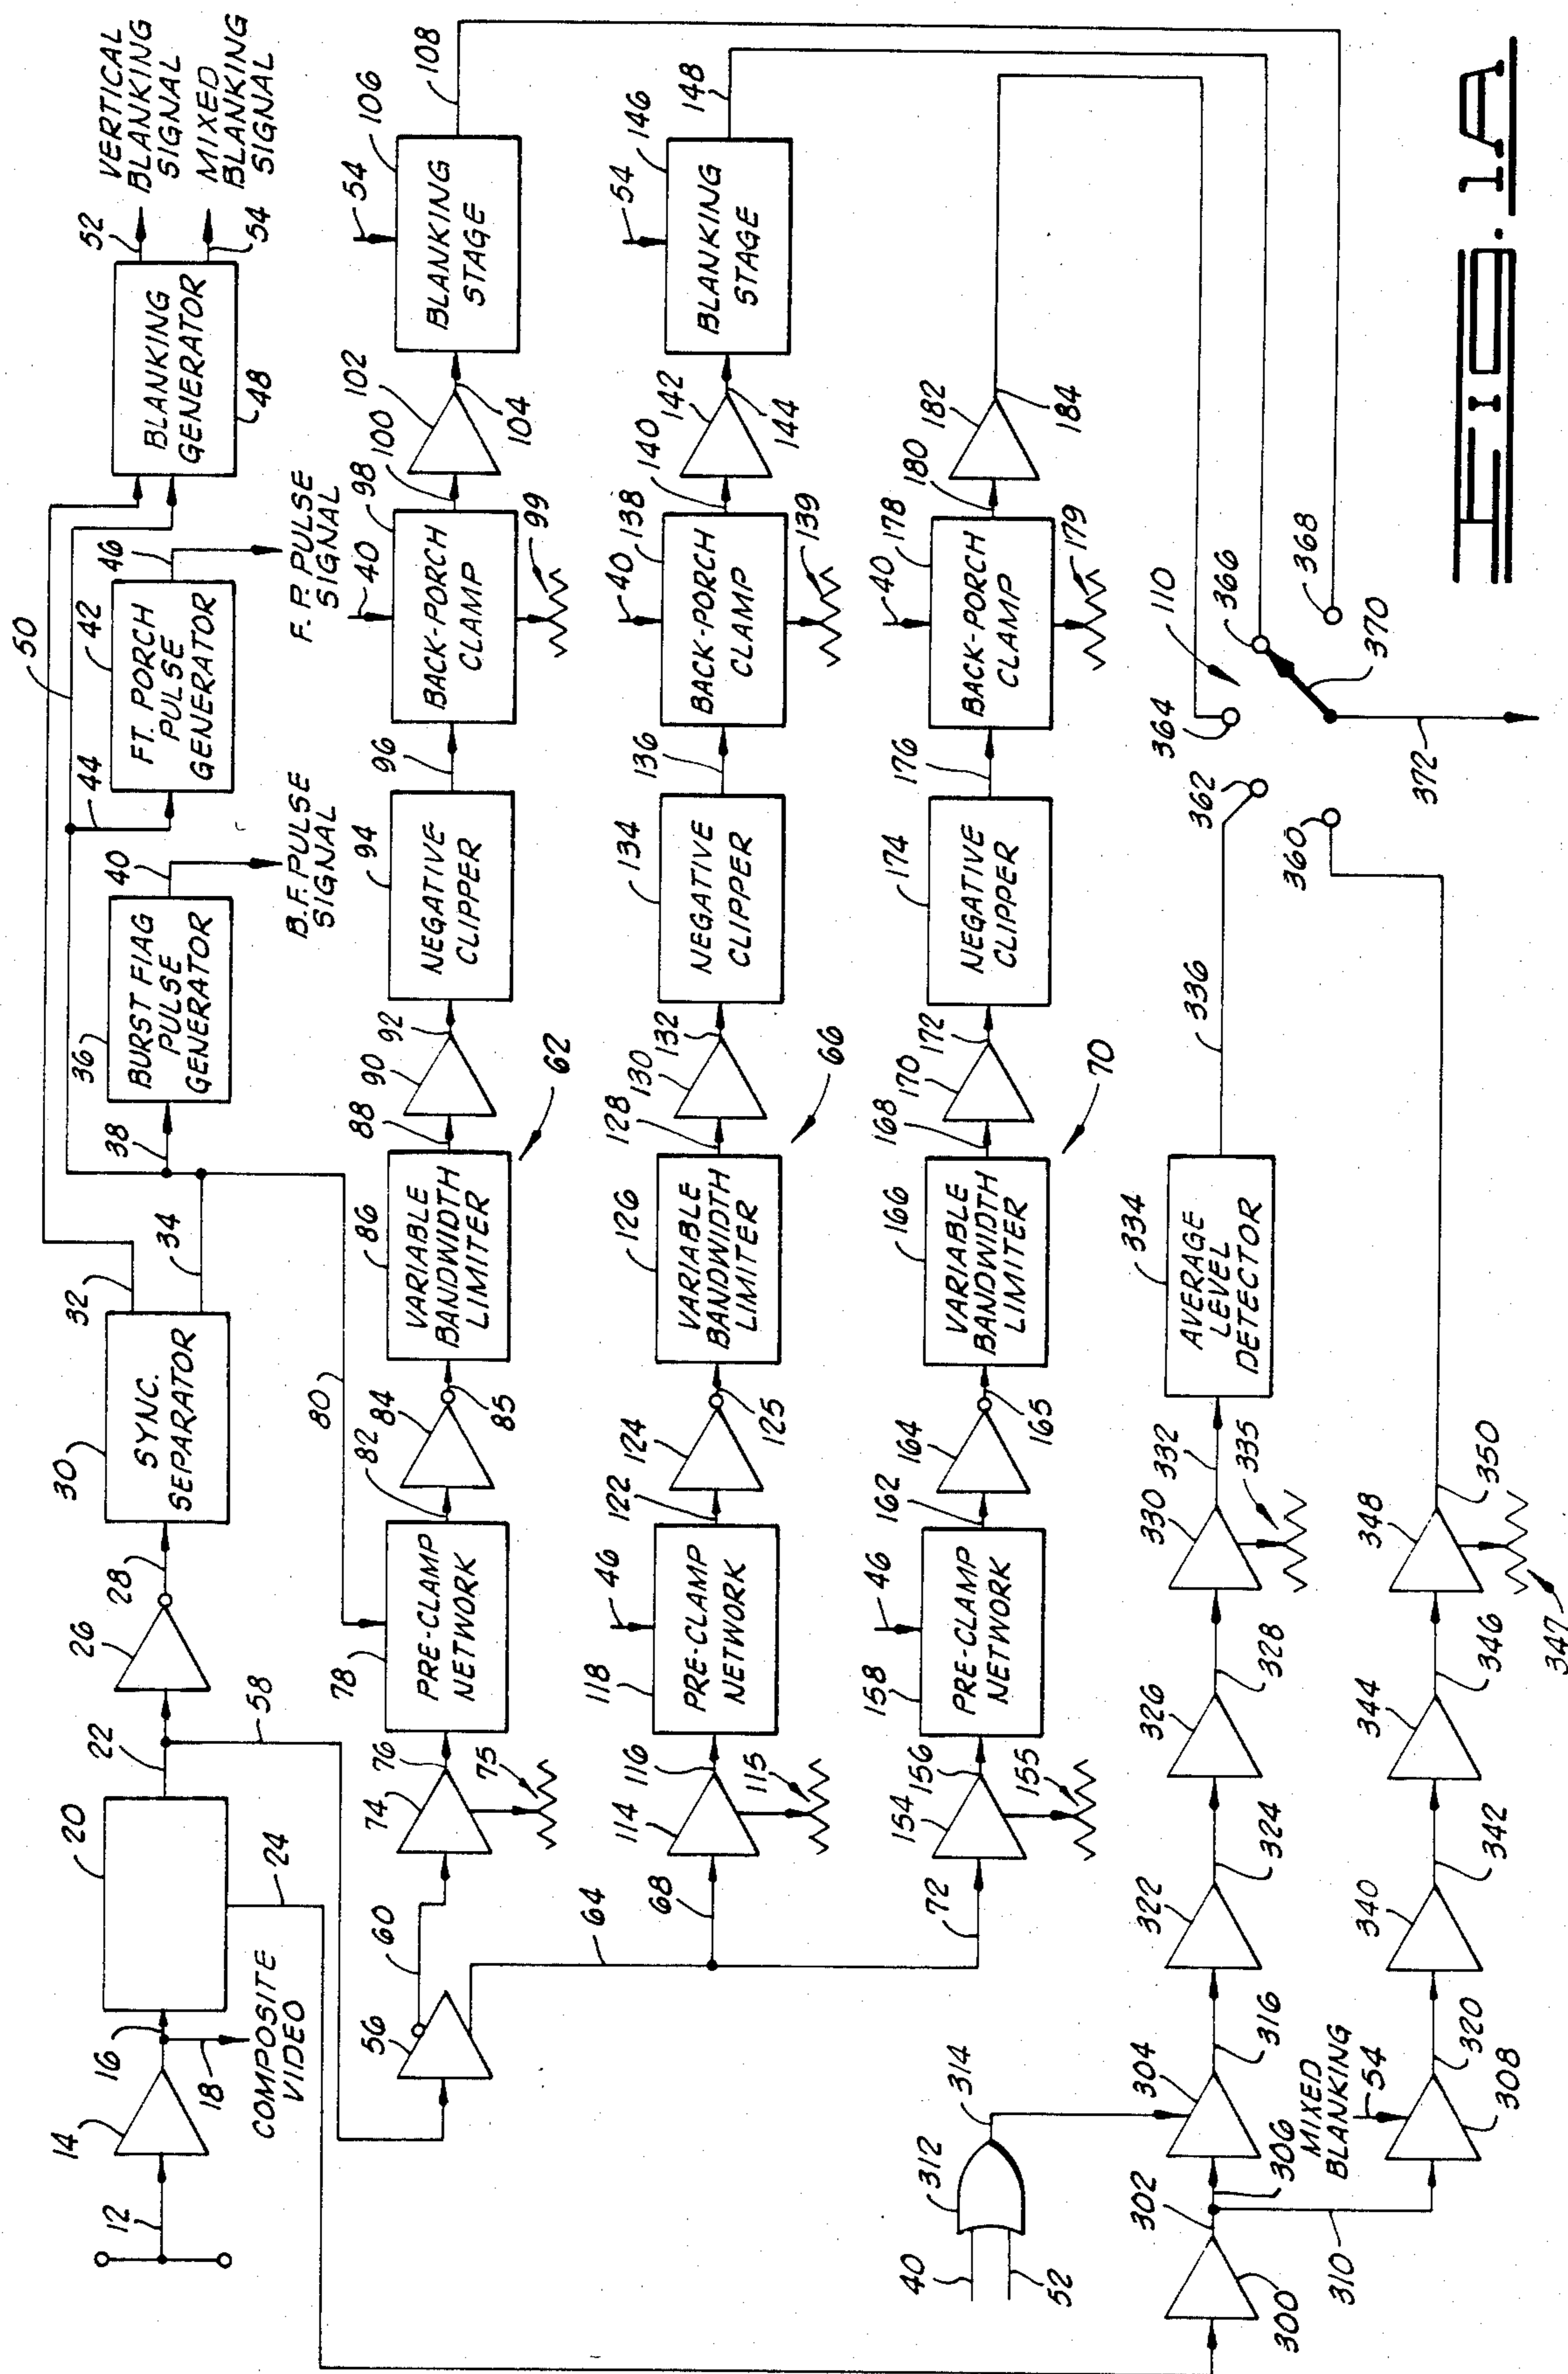 12
14
16
18
COMPOSITE
VIDEO
20
22
24
26
28
30
SYNC.
SEPARATOR
32
34
36
BURST FLAG
PULSE
GENERATOR
38
40
B.F. PULSE
SIGNAL
42
FT. PORCH
PULSE
GENERATOR
44
46
F. P. PULSE
SIGNAL
50
BLANKING
GENERATOR
48
52
54
VERTICAL
BLANKING
SIGNAL
MIXED
BLANKING
SIGNAL
58
56
60
64
62
74
75
76
78
PRE-CLAMP
NETWORK
80
82
84
85
86
VARIABLE
BANDWIDTH
LIMITER
88
90
92
94
NEGATIVE
CLIPPER
96
40
98
BACK-PORCH
CLAMP
99
100
102
104
54
106
BLANKING
STAGE
108
68
66
114
115
116
118
46
PRE-CLAMP
NETWORK
122
124
125
126
VARIABLE
BANDWIDTH
LIMITER
128
130
132
134
NEGATIVE
CLIPPER
136
40
138
BACK-PORCH
CLAMP
139
140
142
144
54
146
BLANKING
STAGE
148
72
70
154
155
156
158
46
PRE-CLAMP
NETWORK
162
164
165
166
VARIABLE
BANDWIDTH
LIMITER
168
170
172
174
NEGATIVE
CLIPPER
176
40
178
BACK-PORCH
CLAMP
179
180
182
184
40
52
312
314
300
302
304
306
316
322
324
326
328
330
332
335
334
AVERAGE
LEVEL
DETECTOR
336
310
MIXED
BLANKING
54
308
320
340
342
344
346
347
348
350
360
362
364
110
366
368
370
372
FIG. 1A